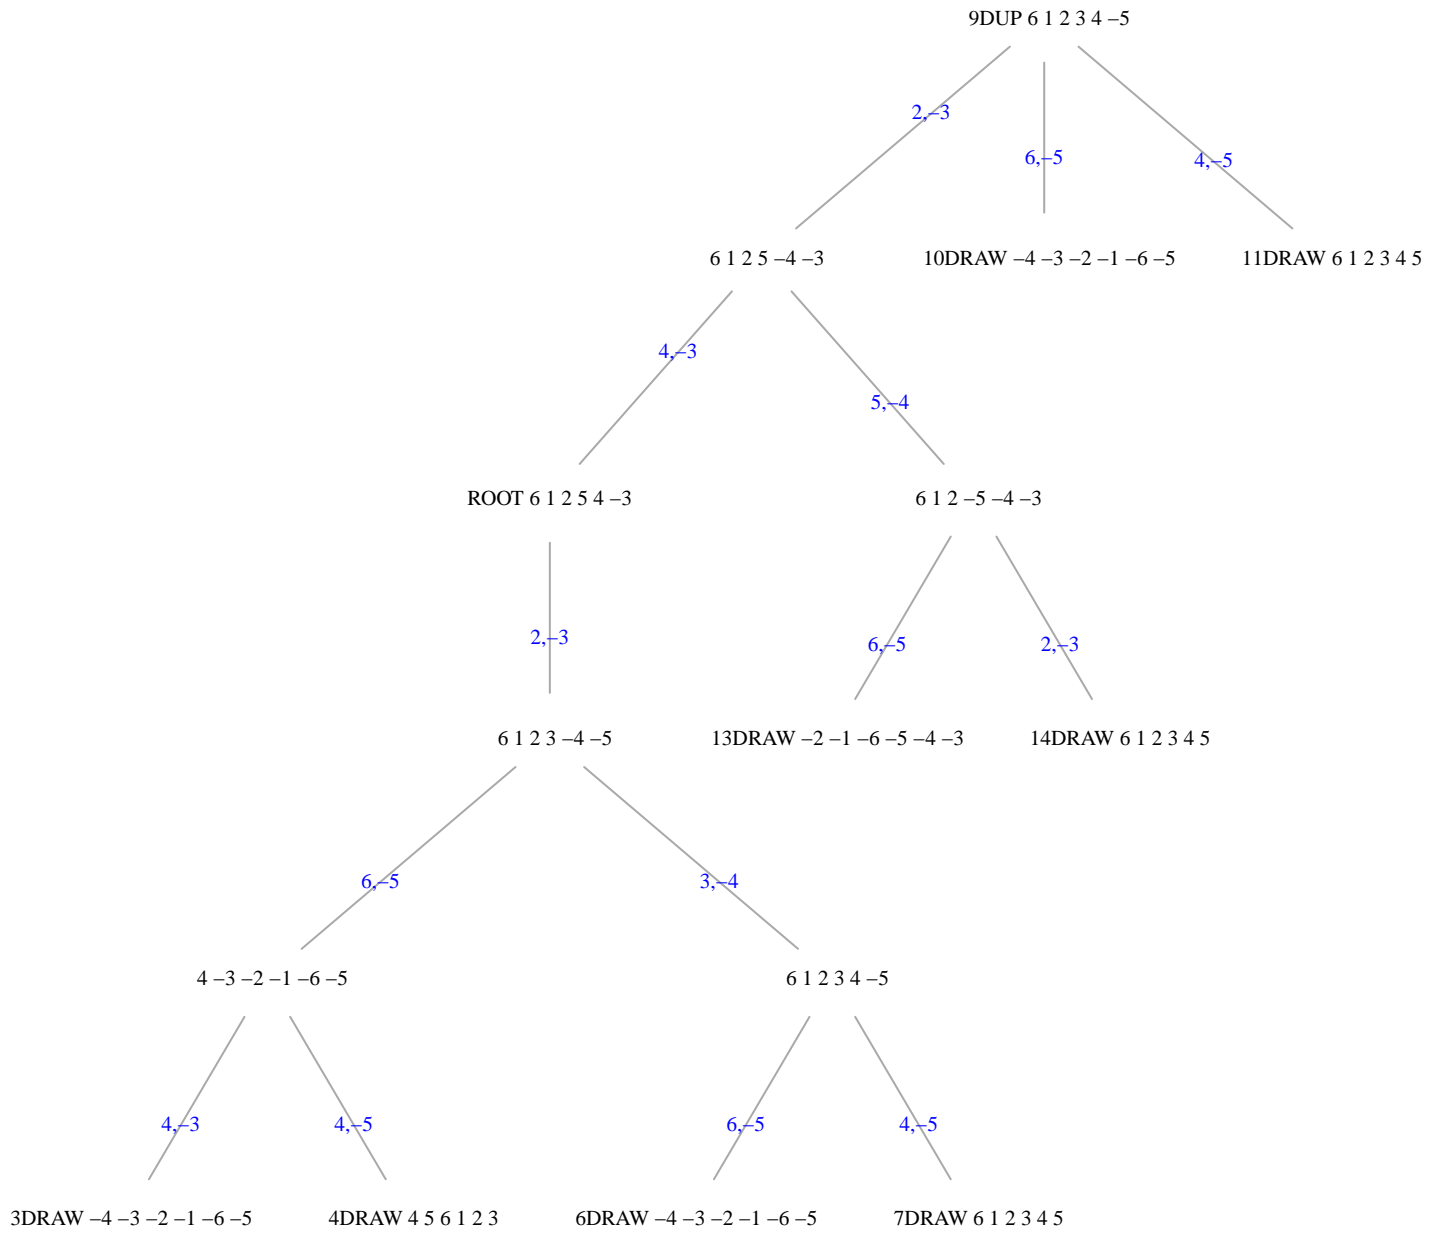 9DUP 6 1 2 3 4 –5
2,–3
6,–5
4,–5
6 1 2 5 –4 –3
10DRAW –4 –3 –2 –1 –6 –5
11DRAW 6 1 2 3 4 5
4,–3
5,–4
ROOT 6 1 2 5 4 –3
6 1 2 –5 –4 –3
2,–3
6,–5
2,–3
6 1 2 3 –4 –5
13DRAW –2 –1 –6 –5 –4 –3
14DRAW 6 1 2 3 4 5
6,–5
3,–4
4 –3 –2 –1 –6 –5
6 1 2 3 4 –5
4,–3
4,–5
6,–5
4,–5
3DRAW –4 –3 –2 –1 –6 –5
4DRAW 4 5 6 1 2 3
6DRAW –4 –3 –2 –1 –6 –5
7DRAW 6 1 2 3 4 5